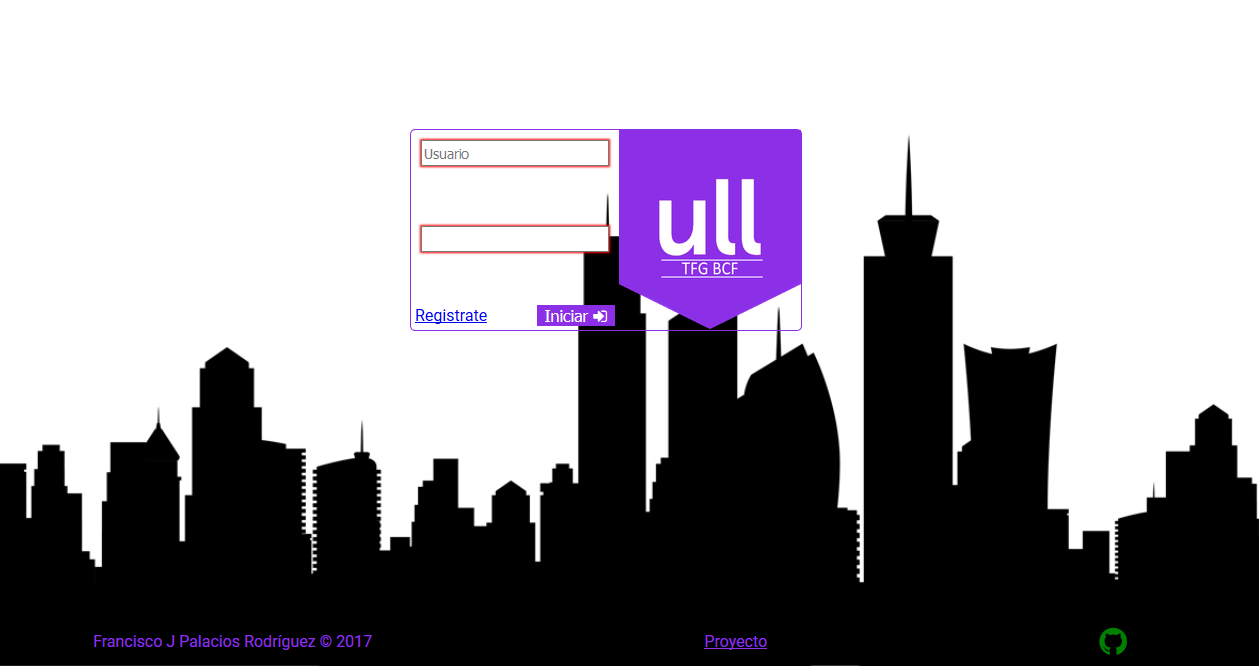 Usuario
ull
TFG BCF
Registrate
Iniciar
Francisco J Palacios Rodríguez © 2017
Proyecto